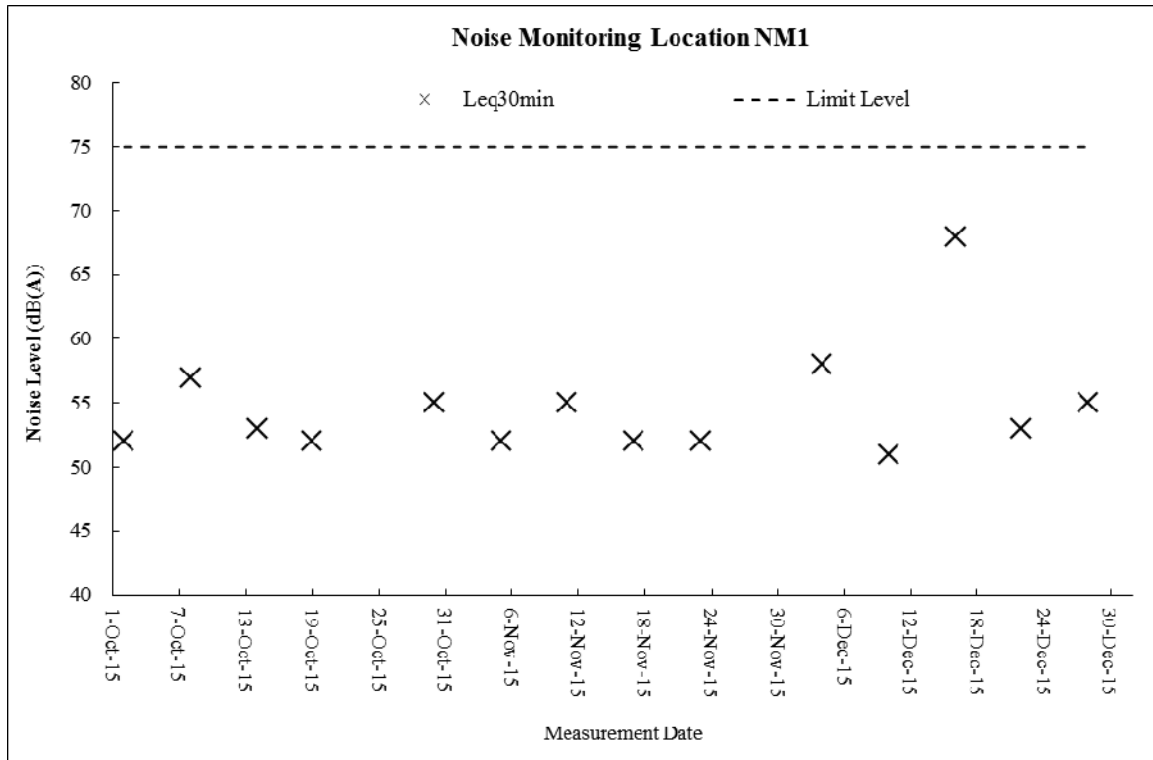 Noise Monitoring Location NM1
Leq30min
Limit Level
80
75
70
65
60
55
50
45
40
Noise Level (dB(A))
1-Oct-15
7-Oct-15
13-Oct-15
19-Oct-15
25-Oct-15
31-Oct-15
6-Nov-15
12-Nov-15
18-Nov-15
24-Nov-15
30-Nov-15
6-Dec-15
12-Dec-15
18-Dec-15
24-Dec-15
30-Dec-15
Measurement Date